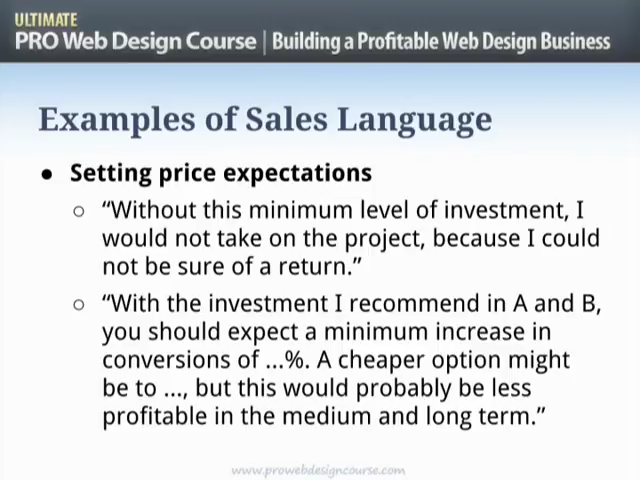 ULTIMATE
PRO Web Design Course | Building a Profitable Web Design Business
Examples of Sales Language
● Setting price expectations
○ “Without this minimum level of investment, I
would not take on the project, because I could
not be sure of a return.”
○ “With the investment I recommend in A and B,
you should expect a minimum increase in
conversions of ...%. A cheaper option might
be to ..., but this would probably be less
profitable in the medium and long term.”
www.prowebdesigncourse.com